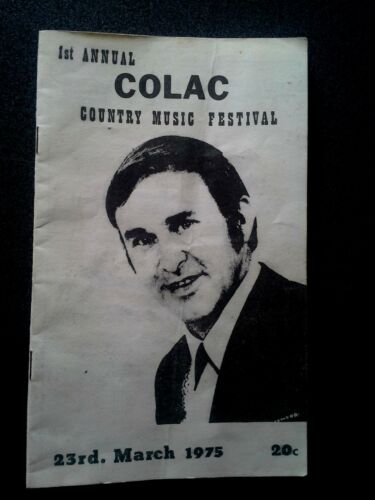 1st ANNUAL
COLAC
COUNTRY MUSIC FESTIVAL
23rd. March 1975
20c